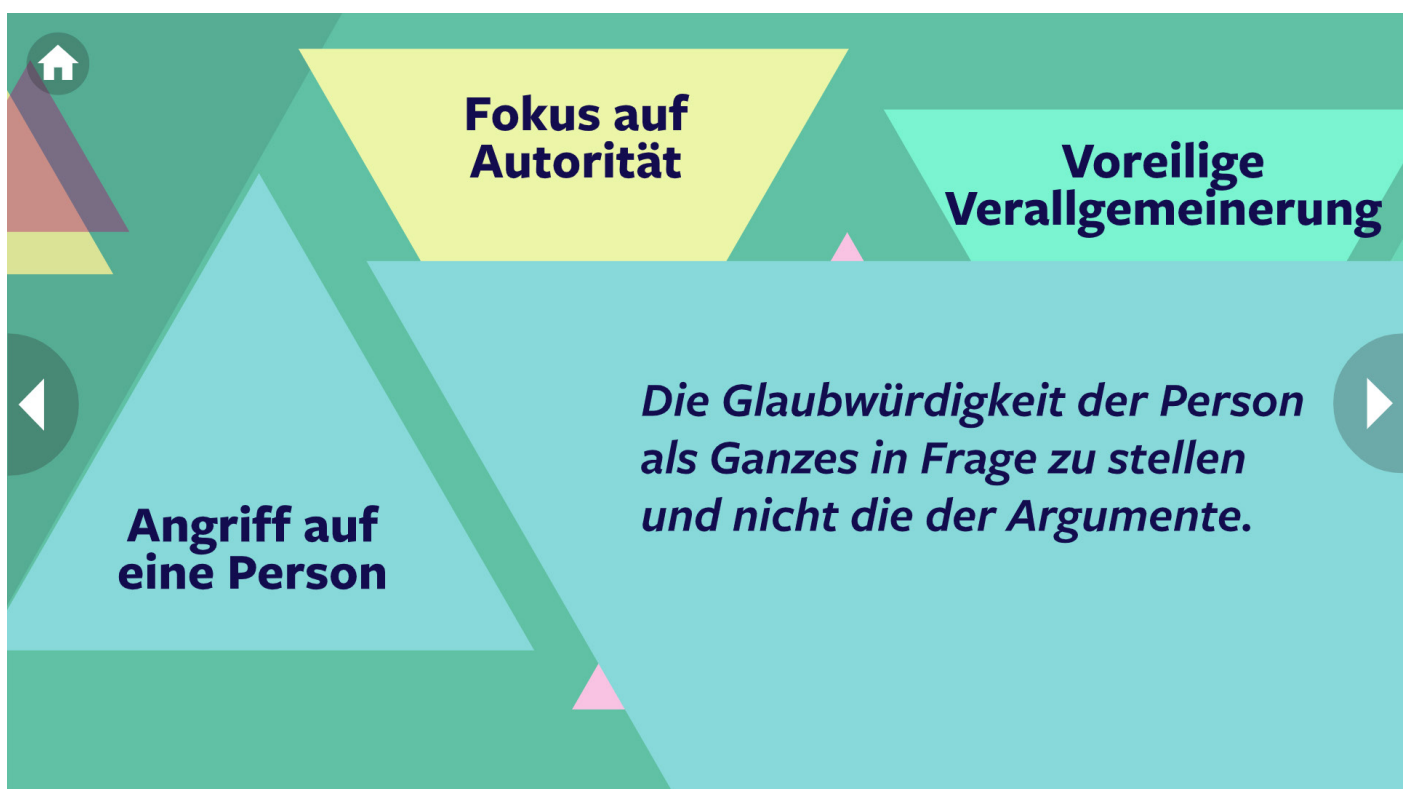 Fokus auf
Autorität
Voreilige
Verallgemeinerung
Die Glaubwürdigkeit der Person
als Ganzes in Frage zu stellen
und nicht die der Argumente.
Angriff auf
eine Person